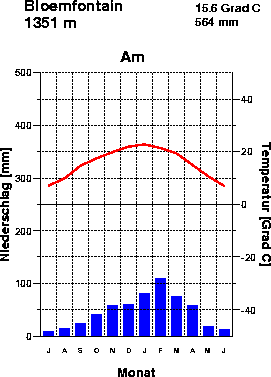 Bloemfontain 15.6 Grad C
1351 m 564 mm
Am
500
400
300
200
100
0
40
20
0
-20
-40
Niederschlag [mm]
Temperatur [Grad C]
J A S O N D J F M A M J
Monat